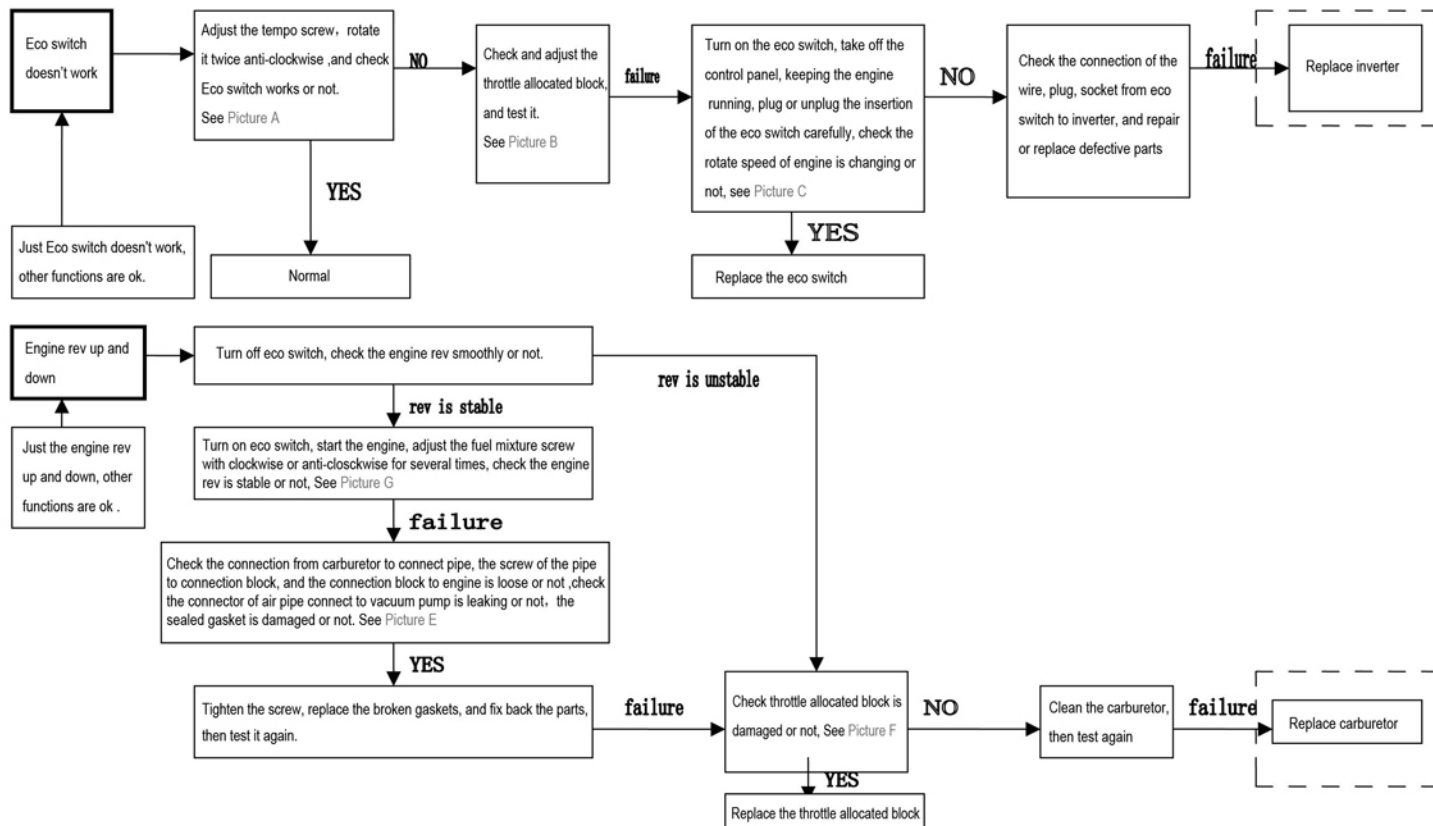 Eco switch
doesn't work
Adjust the tempo screw，rotate
it twice anti-clockwise ,and check
Eco switch works or not.
See Picture A
NO
Check and adjust the
throttle allocated block,
and test it.
See Picture B
failure
Turn on the eco switch, take off the
control panel, keeping the engine
running, plug or unplug the insertion
of the eco switch carefully, check the
rotate speed of engine is changing or
not, see Picture C
NO
Check the connection of the
wire, plug, socket from eco
switch to inverter, and repair
or replace defective parts
failure
Replace inverter
YES
YES
Just Eco switch doesn't work,
other functions are ok.
Normal
Replace the eco switch
Engine rev up and
down
Turn off eco switch, check the engine rev smoothly or not.
rev is unstable
rev is stable
Just the engine rev
up and down, other
functions are ok .
Turn on eco switch, start the engine, adjust the fuel mixture screw
with clockwise or anti-closckwise for several times, check the engine
rev is stable or not, See Picture G
failure
Check the connection from carburetor to connect pipe, the screw of the pipe
to connection block, and the connection block to engine is loose or not ,check
the connector of air pipe connect to vacuum pump is leaking or not，the
sealed gasket is damaged or not. See Picture E
YES
Tighten the screw, replace the broken gaskets, and fix back the parts,
then test it again.
failure
Check throttle allocated block is
damaged or not, See Picture F
NO
Clean the carburetor,
then test again
failure
Replace carburetor
YES
Replace the throttle allocated block